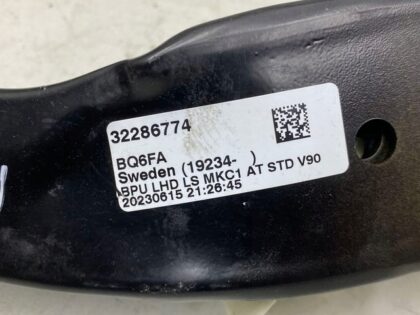 32286774
BQ6FA
Sweden (19234- )
BPU LHD LS MKC1 AT STD V90
20230615 21:26:45